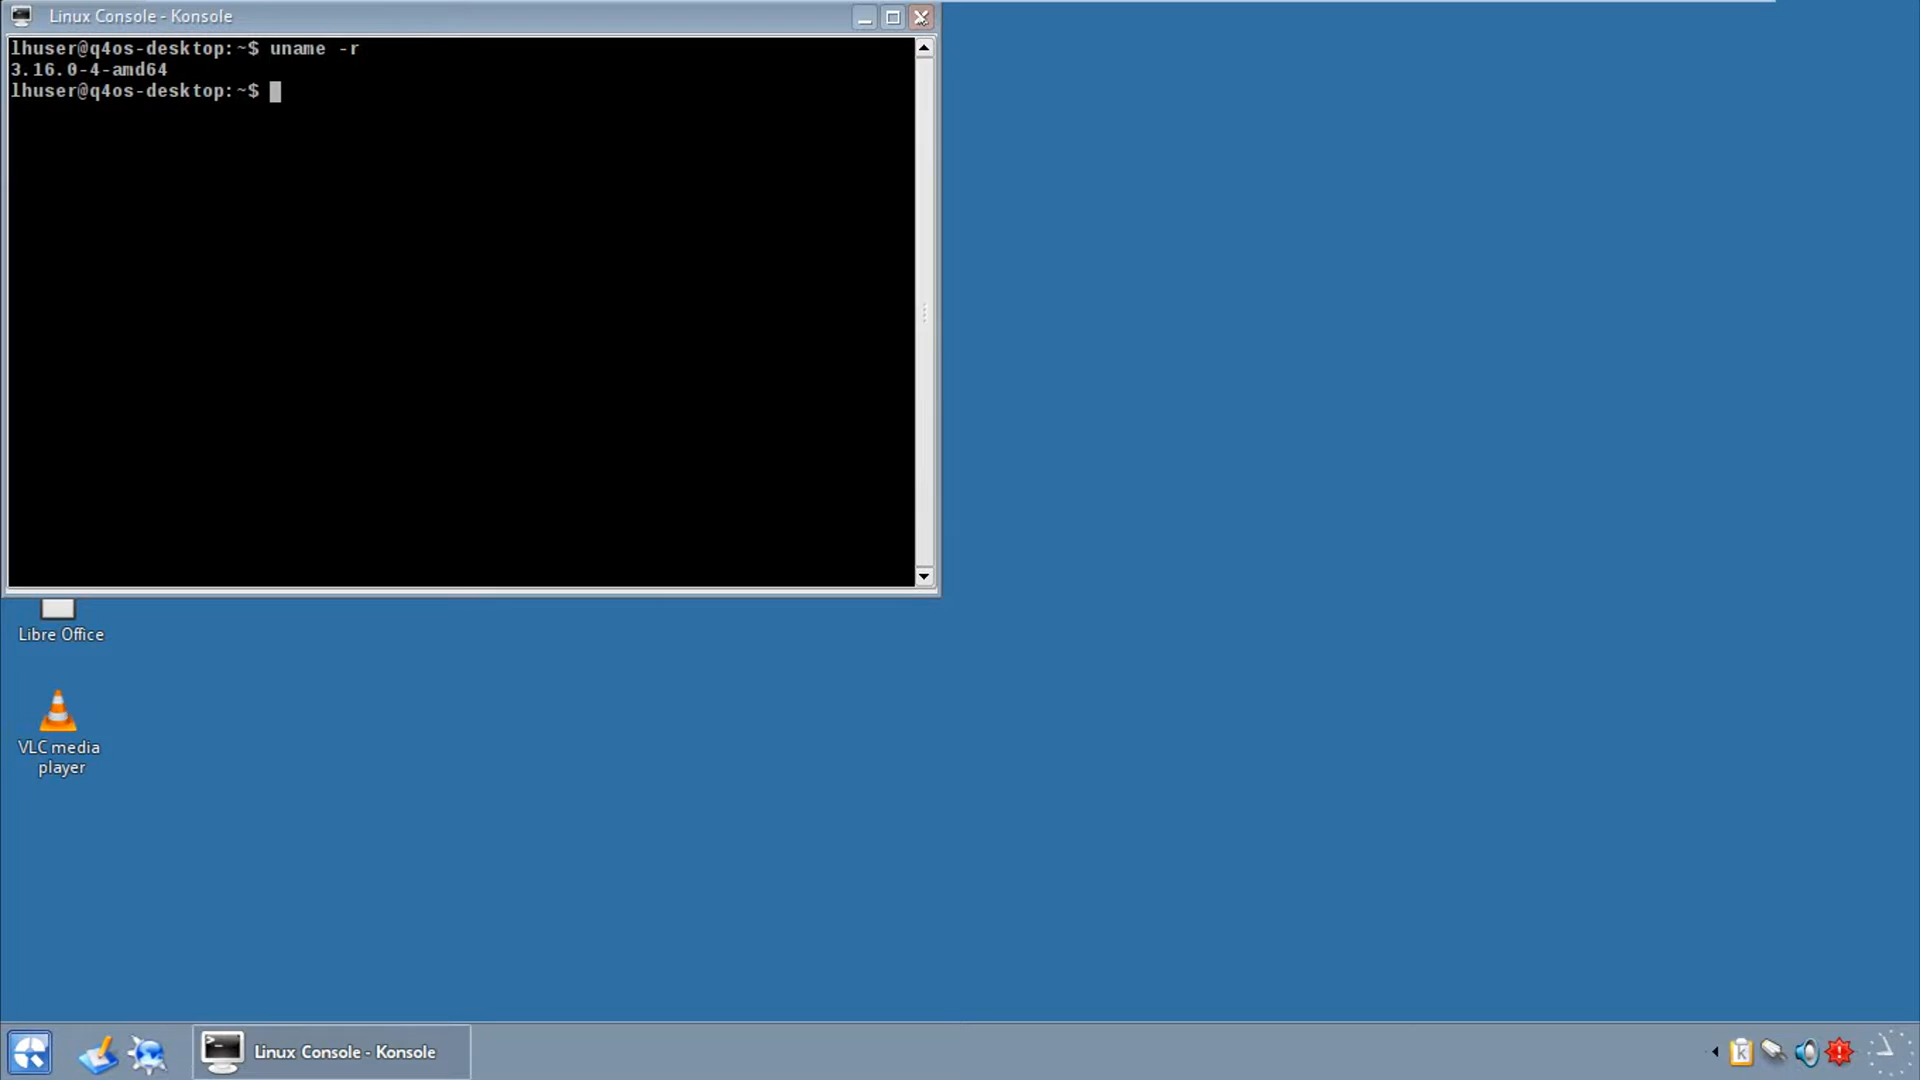 Linux Console - Konsole
lhuser@q4os-desktop:~$ uname -r
3.16.0-4-amd64
lhuser@q4os-desktop:~$
Libre Office
VLC media
player
Linux Console - Konsole